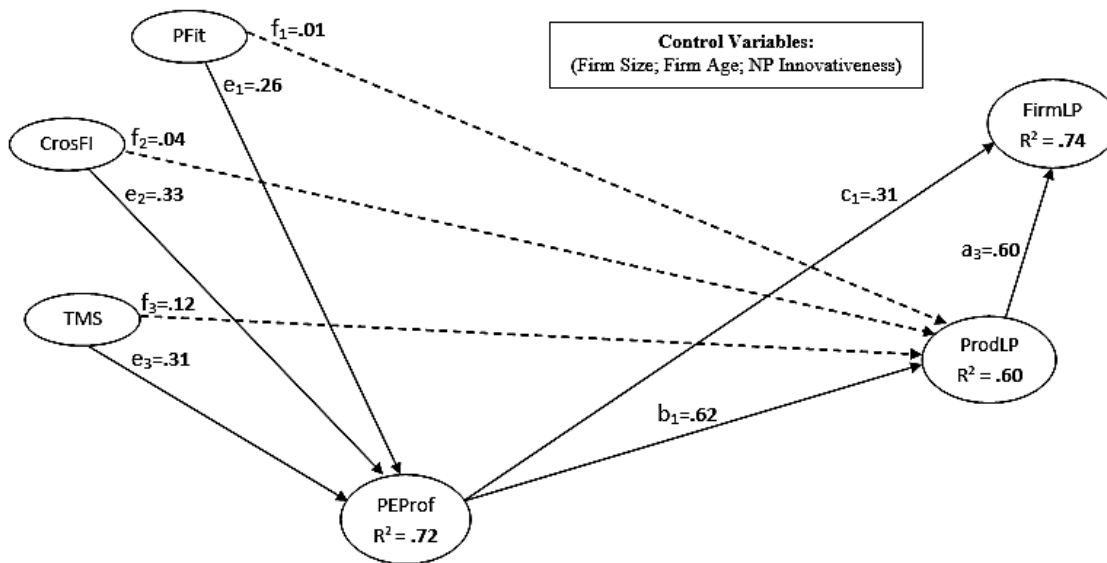 PFit
f₁=.01
Control Variables:
(Firm Size; Firm Age; NP Innovativeness)
e₁=.26
FirmLP
R² = .74
CrosFI
f₂=.04
e₂=.33
c₁=.31
a₃=.60
TMS
f₃=.12
e₃=.31
ProdLP
R² = .60
b₁=.62
PEProf
R² = .72